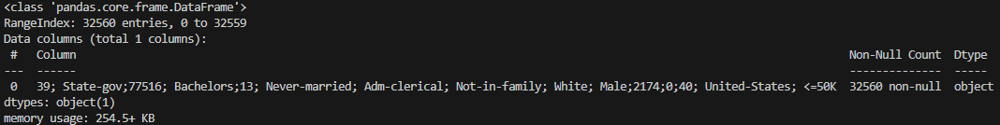 <class 'pandas.core.frame.DataFrame'>
RangeIndex: 32560 entries, 0 to 32559
Data columns (total 1 columns):
 #   Column                                                                                                                        Non-Null Count  Dtype
---  ------                                                                                                                        --------------  -----
 0   39; State-gov;77516; Bachelors;13; Never-married; Adm-clerical; Not-in-family; White; Male;2174;0;40; United-States; <=50K  32560 non-null  object
dtypes: object(1)
memory usage: 254.5+ KB